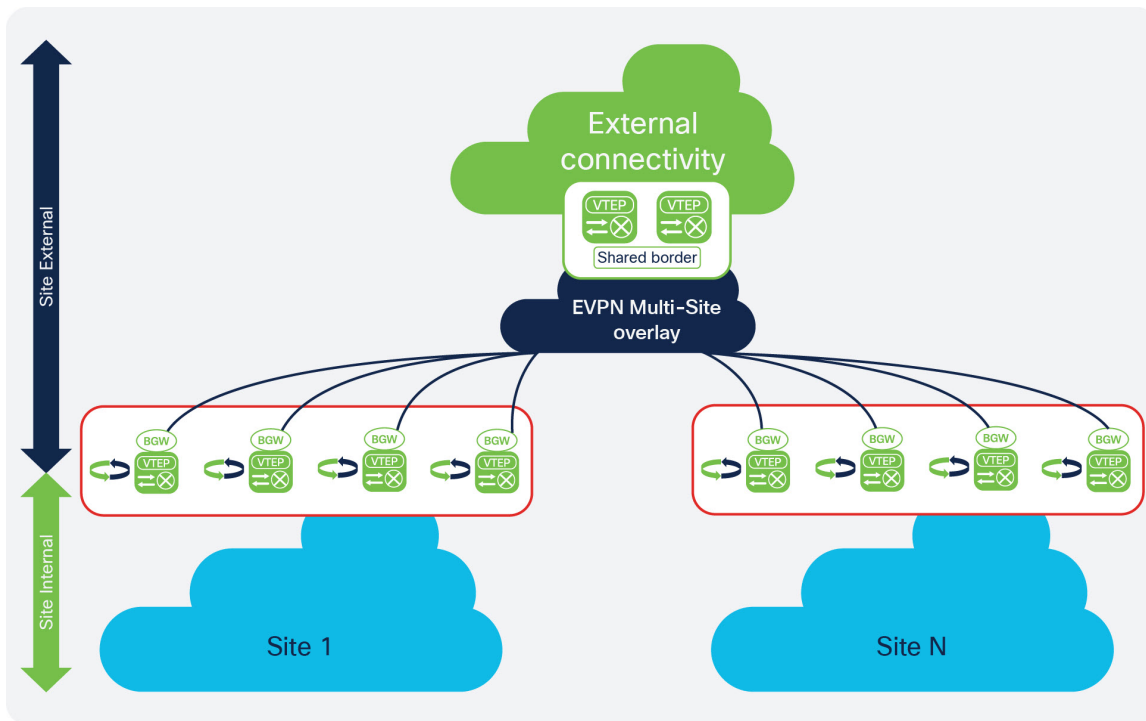 External
connectivity
VTEP VTEP
Shared border
EVPN Multi-Site
overlay
Site External
BGW BGW BGW BGW BGW BGW BGW BGW
VTEP VTEP VTEP VTEP VTEP VTEP VTEP VTEP
Site Internal
Site 1 Site N